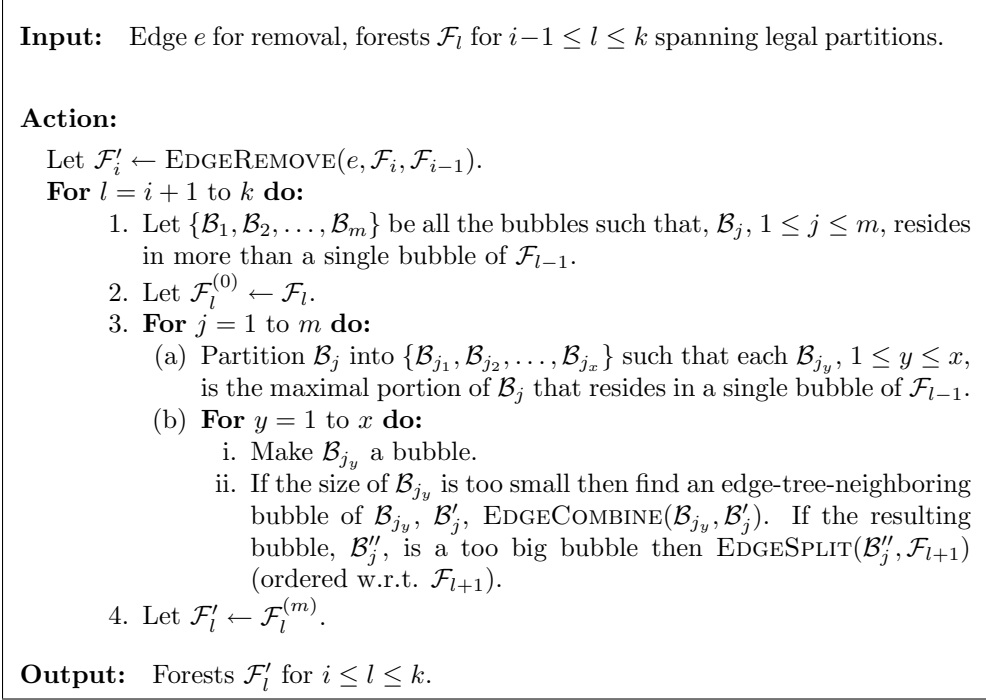 Input: Edge e for removal, forests ℱ_l for i−1 ≤ l ≤ k spanning legal partitions.
Action:
Let ℱ′_i ← EDGEREMOVE(e, ℱ_i, ℱ_{i−1}).
For l = i + 1 to k do:
1. Let {ℬ_1, ℬ_2, . . . , ℬ_m} be all the bubbles such that, ℬ_j, 1 ≤ j ≤ m, resides
in more than a single bubble of ℱ_{l−1}.
2. Let ℱ_l^{(0)} ← ℱ_l.
3. For j = 1 to m do:
(a) Partition ℬ_j into {ℬ_{j_1}, ℬ_{j_2}, . . . , ℬ_{j_x}} such that each ℬ_{j_y}, 1 ≤ y ≤ x,
is the maximal portion of ℬ_j that resides in a single bubble of ℱ_{l−1}.
(b) For y = 1 to x do:
i. Make ℬ_{j_y} a bubble.
ii. If the size of ℬ_{j_y} is too small then find an edge-tree-neighboring
bubble of ℬ_{j_y}, ℬ′_j, EDGECOMBINE(ℬ_{j_y}, ℬ′_j). If the resulting
bubble, ℬ″_j, is a too big bubble then EDGESPLIT(ℬ″_j, ℱ_{l+1})
(ordered w.r.t. ℱ_{l+1}).
4. Let ℱ′_l ← ℱ_l^{(m)}.
Output: Forests ℱ′_l for i ≤ l ≤ k.